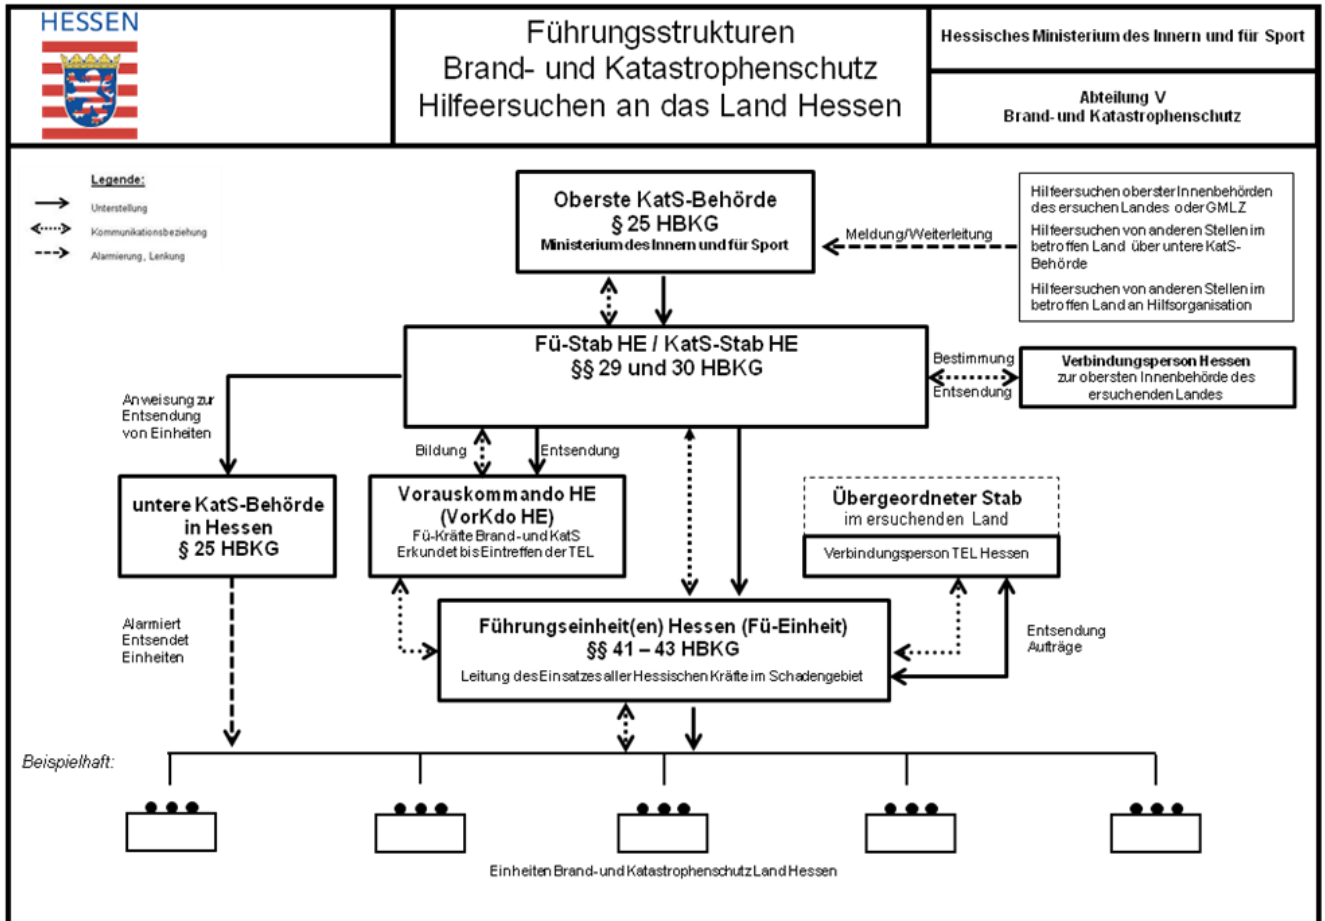 HESSEN
Führungsstrukturen
Brand- und Katastrophenschutz
Hilfeersuchen an das Land Hessen
Hessisches Ministerium des Innern und für Sport
Abteilung V
Brand- und Katastrophenschutz
Legende:
Unterstellung
Kommunikationsbeziehung
Alarmierung, Lenkung
Oberste KatS-Behörde
§ 25 HBKG
Ministerium des Innern und für Sport
Meldung/Weiterleitung
Hilfeersuchen oberster Innenbehörden
des ersuchen Landes oder GMLZ
Hilfeersuchen von anderen Stellen im
betroffen Land über untere KatS-
Behörde
Hilfeersuchen von anderen Stellen im
betroffen Land an Hilfsorganisation
Fü-Stab HE / KatS-Stab HE
§§ 29 und 30 HBKG
Bestimmung
Entsendung
Verbindungsperson Hessen
zur obersten Innenbehörde des
ersuchenden Landes
Anweisung zur
Entsendung
von Einheiten
Bildung
Entsendung
untere KatS-Behörde
in Hessen
§ 25 HBKG
Vorauskommando HE
(VorKdo HE)
Fü-Kräfte Brand- und KatS
Erkundet bis Eintreffen der TEL
Übergeordneter Stab
im ersuchenden Land
Verbindungsperson TEL Hessen
Alarmiert
Entsendet
Einheiten
Führungseinheit(en) Hessen (Fü-Einheit)
§§ 41 – 43 HBKG
Leitung des Einsatzes aller Hessischen Kräfte im Schadengebiet
Entsendung
Aufträge
Beispielhaft:
Einheiten Brand- und Katastrophenschutz Land Hessen